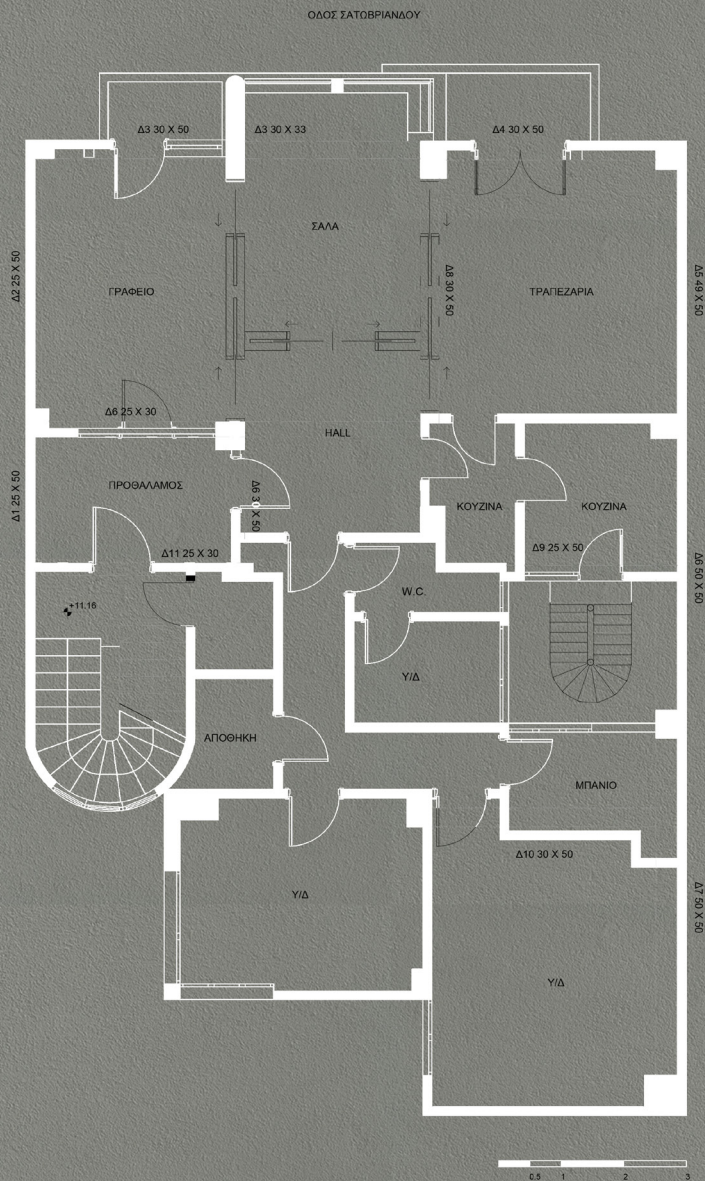 ΟΔΟΣ ΣΑΤΩΒΡΙΑΝΔΟΥ
Δ3 30 X 50
Δ3 30 X 33
Δ4 30 X 50
ΣΑΛΑ
Δ2 25 X 50
ΓΡΑΦΕΙΟ
Δ8 30 X 50
ΤΡΑΠΕΖΑΡΙΑ
Δ5 49 X 50
Δ6 25 X 30
HALL
Δ1 25 X 50
ΠΡΟΘΑΛΑΜΟΣ
Δ6 30 X 50
ΚΟΥΖΙΝΑ
ΚΟΥΖΙΝΑ
Δ11 25 X 30
Δ9 25 X 50
Δ6 50 X 50
+11.16
W.C.
Υ/Δ
ΑΠΟΘΗΚΗ
ΜΠΑΝΙΟ
Δ10 30 X 50
Υ/Δ
Δ7 50 X 50
Υ/Δ
0.5 1 2 3